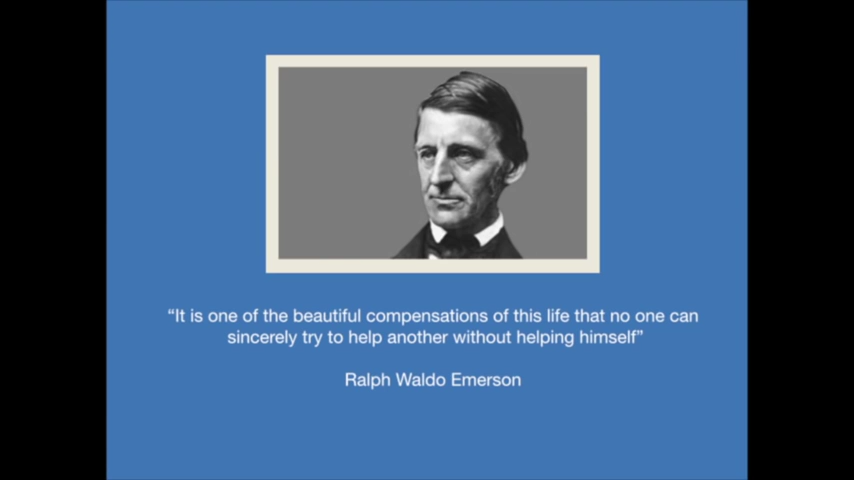 “It is one of the beautiful compensations of this life that no one can
sincerely try to help another without helping himself”
Ralph Waldo Emerson